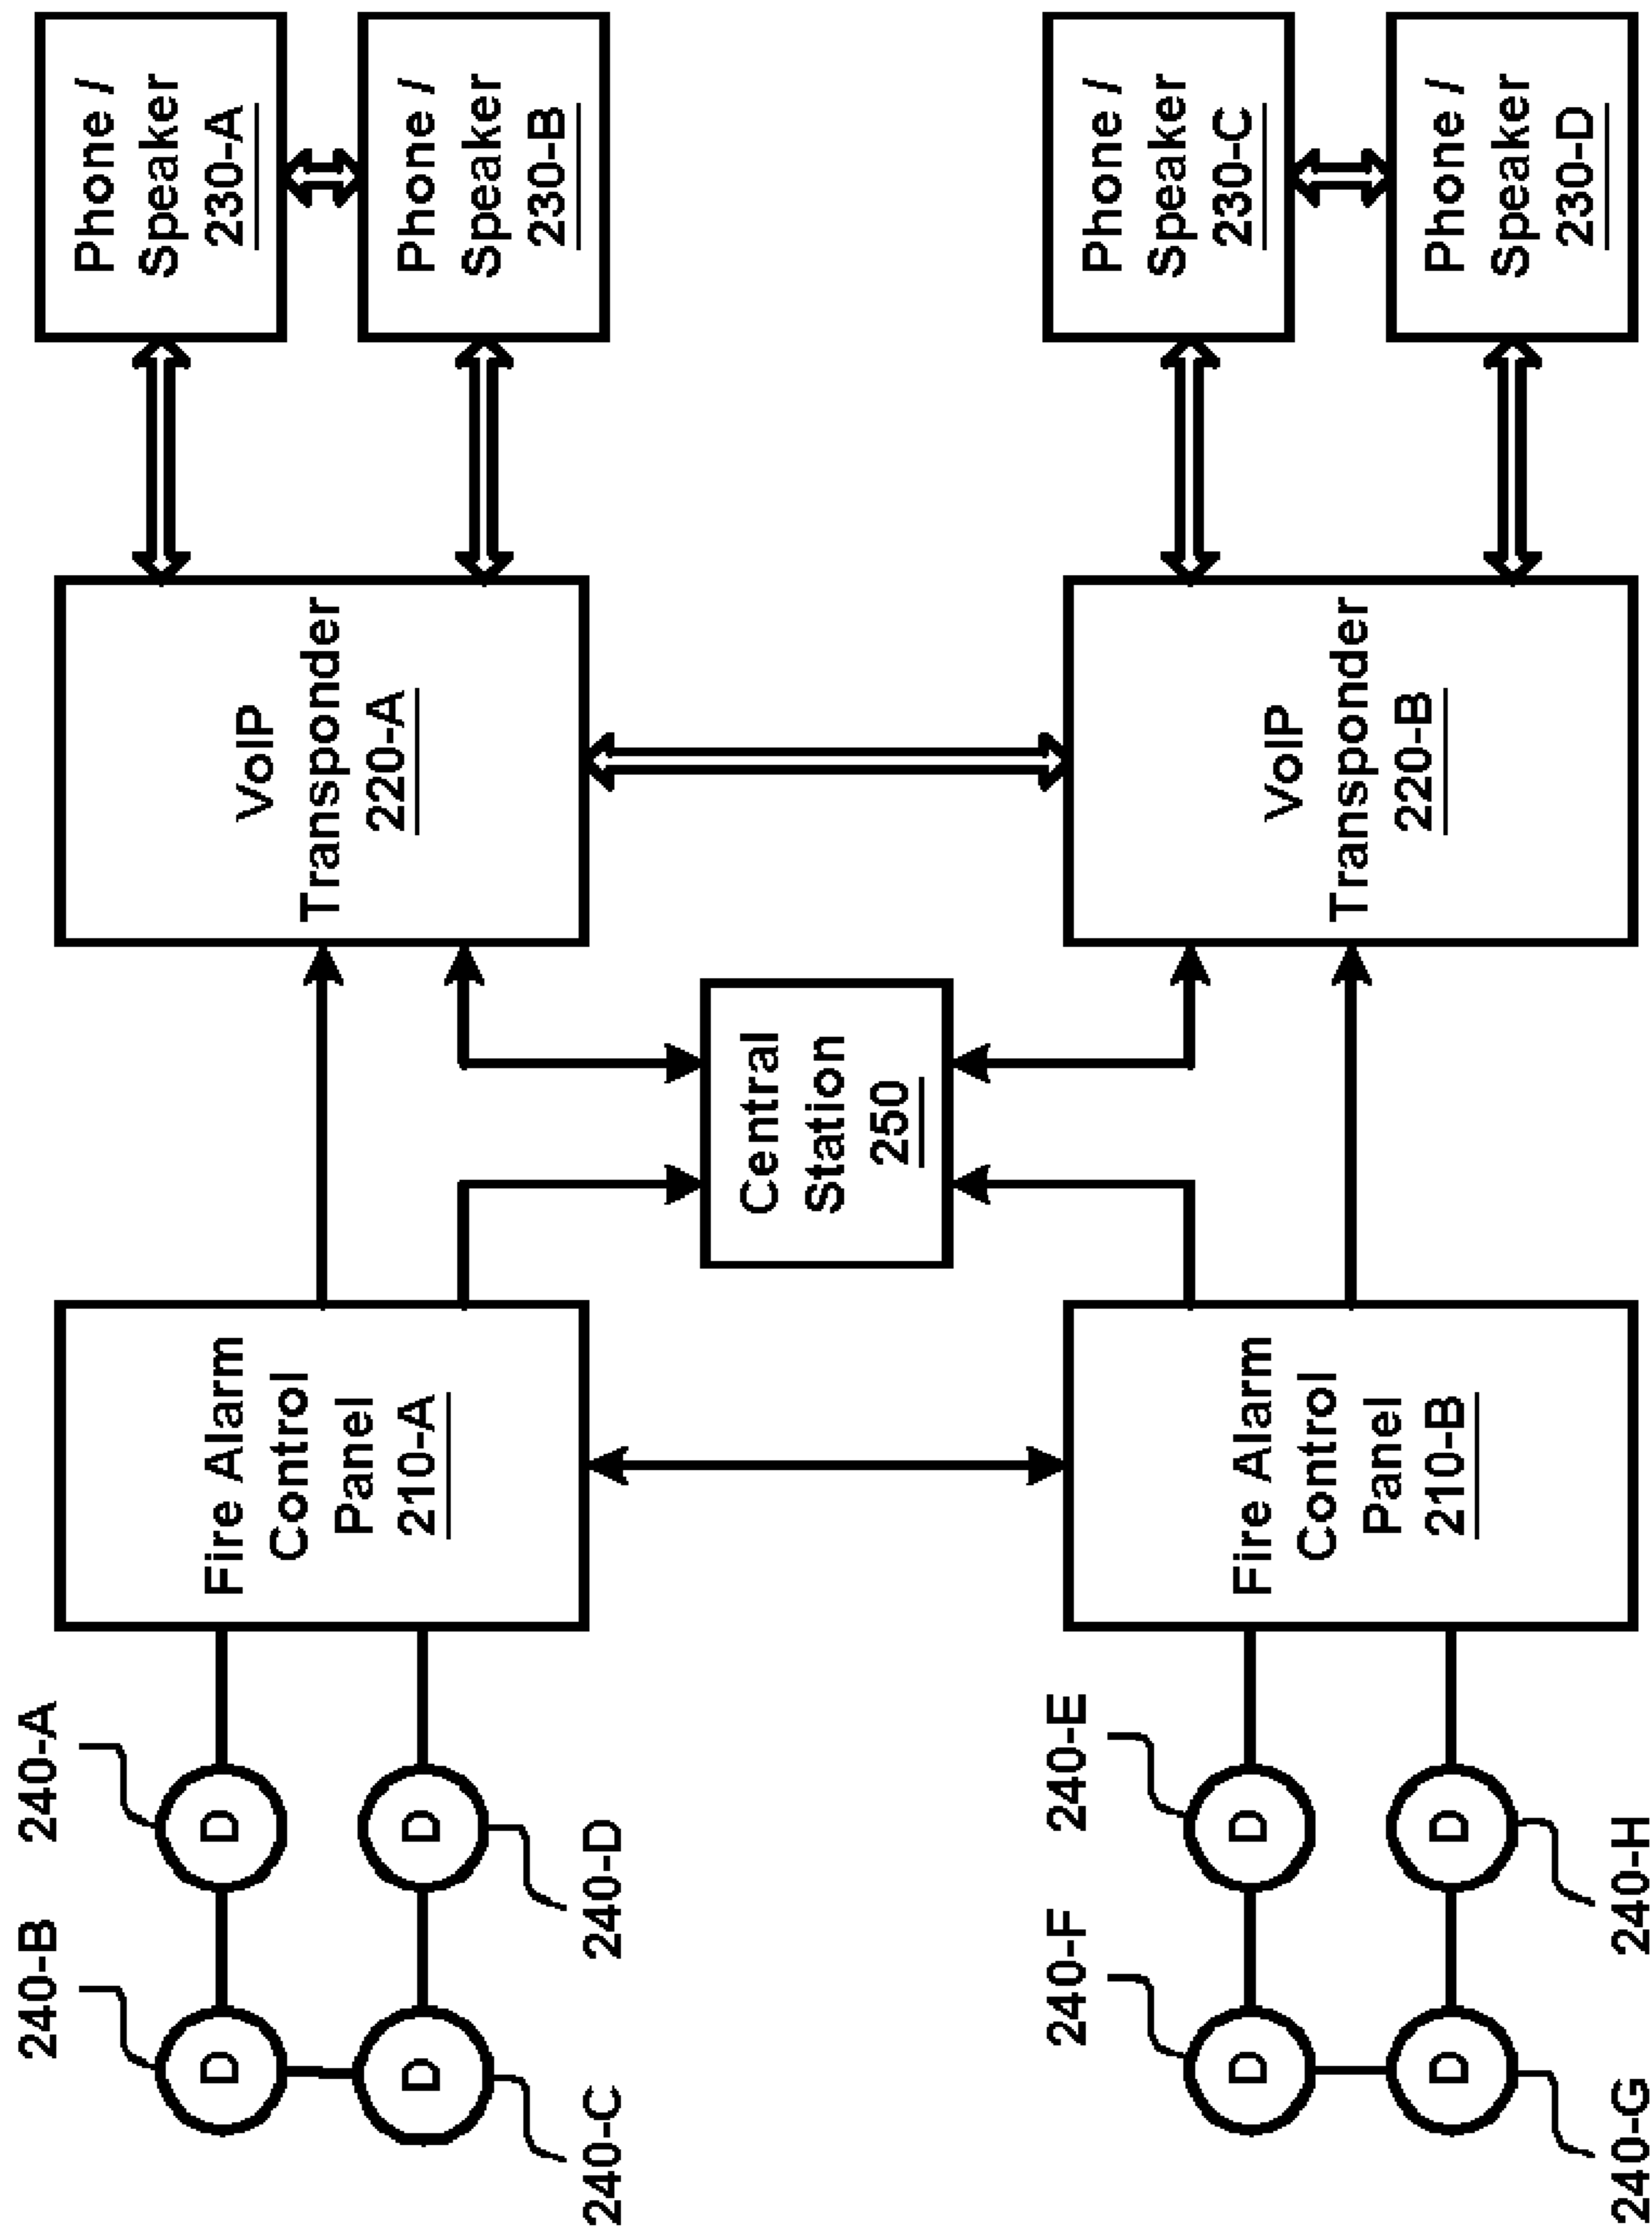 240-B
240-A
D
D
D
D
240-C
240-D
Fire Alarm
Control
Panel
210-A
VoIP
Transponder
220-A
Phone /
Speaker
230-A
Phone /
Speaker
230-B
Central
Station
250
240-F
240-E
D
D
D
D
240-G
240-H
Fire Alarm
Control
Panel
210-B
VoIP
Transponder
220-B
Phone /
Speaker
230-C
Phone /
Speaker
230-D